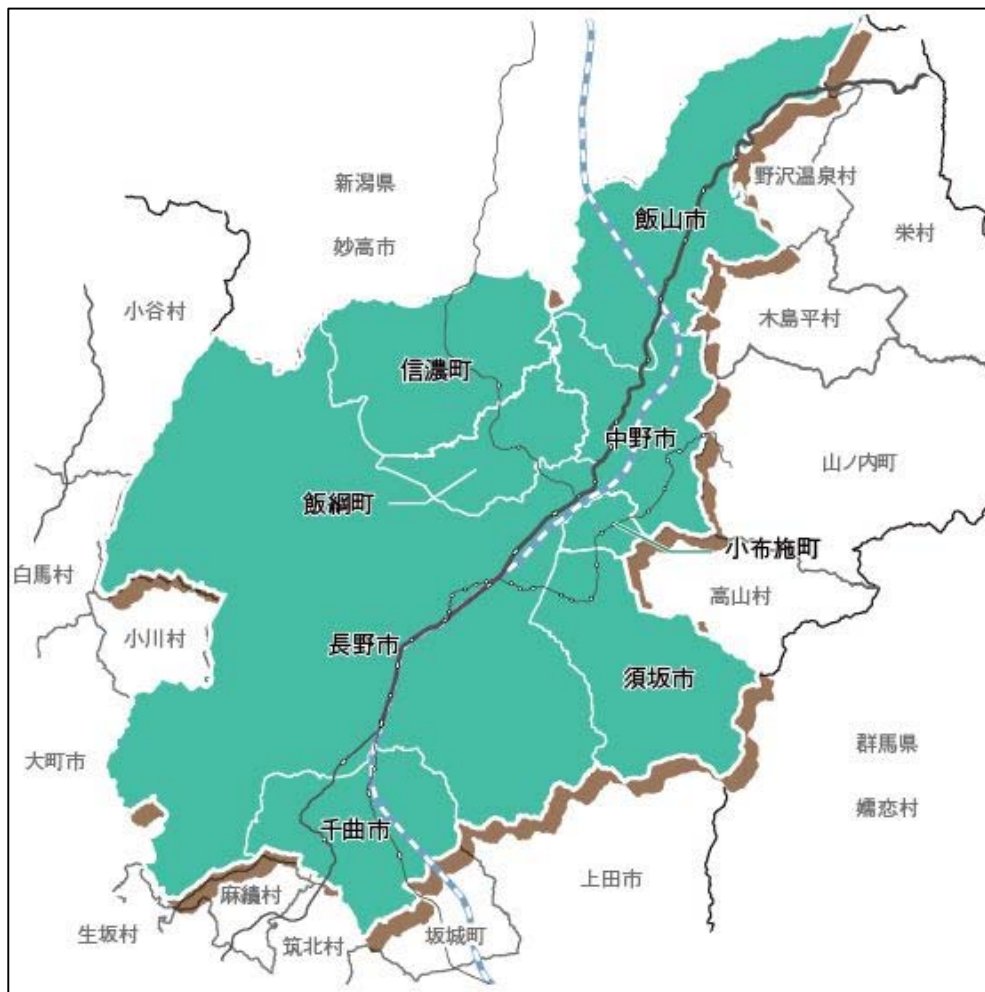 新潟県
妙高市
野沢温泉村
飯山市
栄村
小谷村
木島平村
信濃町
中野市
山ノ内町
飯綱町
小布施町
白馬村
高山村
小川村
長野市
須坂市
大町市
群馬県
嬬恋村
千曲市
上田市
麻績村
生坂村
筑北村
坂城町